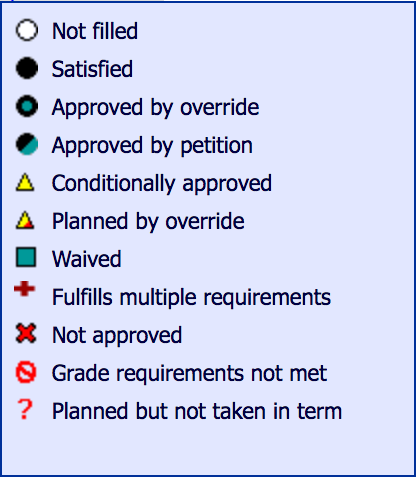 Not filled
Satisfied
Approved by override
Approved by petition
Conditionally approved
Planned by override
Waived
Fulfills multiple requirements
Not approved
Grade requirements not met
? Planned but not taken in term